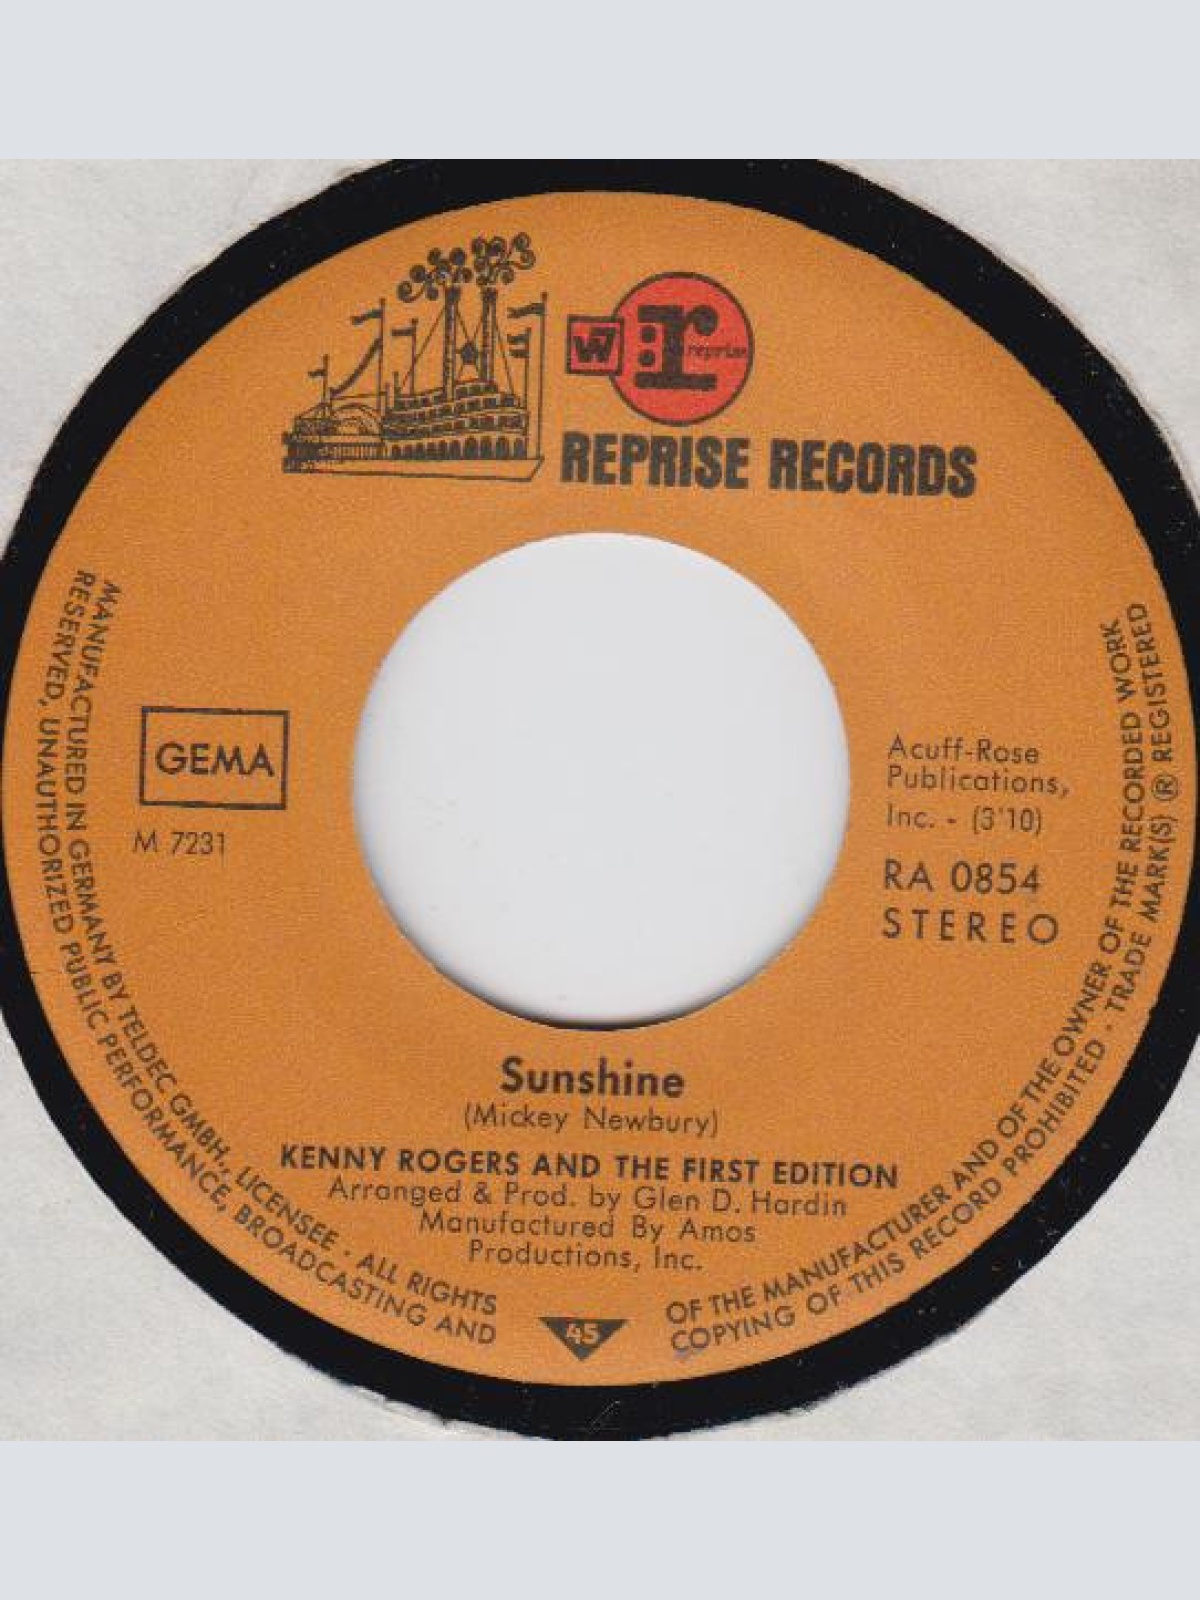 W
r
reprise
REPRISE RECORDS
GEMA
M 7231
Acuff-Rose
Publications,
Inc. - (3'10)
RA 0854
STEREO
Sunshine
(Mickey Newbury)
KENNY ROGERS AND THE FIRST EDITION
Arranged & Prod. by Glen D. Hardin
Manufactured By Amos
Productions, Inc.
45
MANUFACTURED IN GERMANY BY TELDEC GMBH., LICENSEE · ALL RIGHTS
RESERVED, UNAUTHORIZED PUBLIC PERFORMANCE, BROADCASTING AND
OF THE MANUFACTURER AND OF THE OWNER OF THE RECORDED WORK
COPYING OF THIS RECORD PROHIBITED · TRADE MARK(S) ® REGISTERED